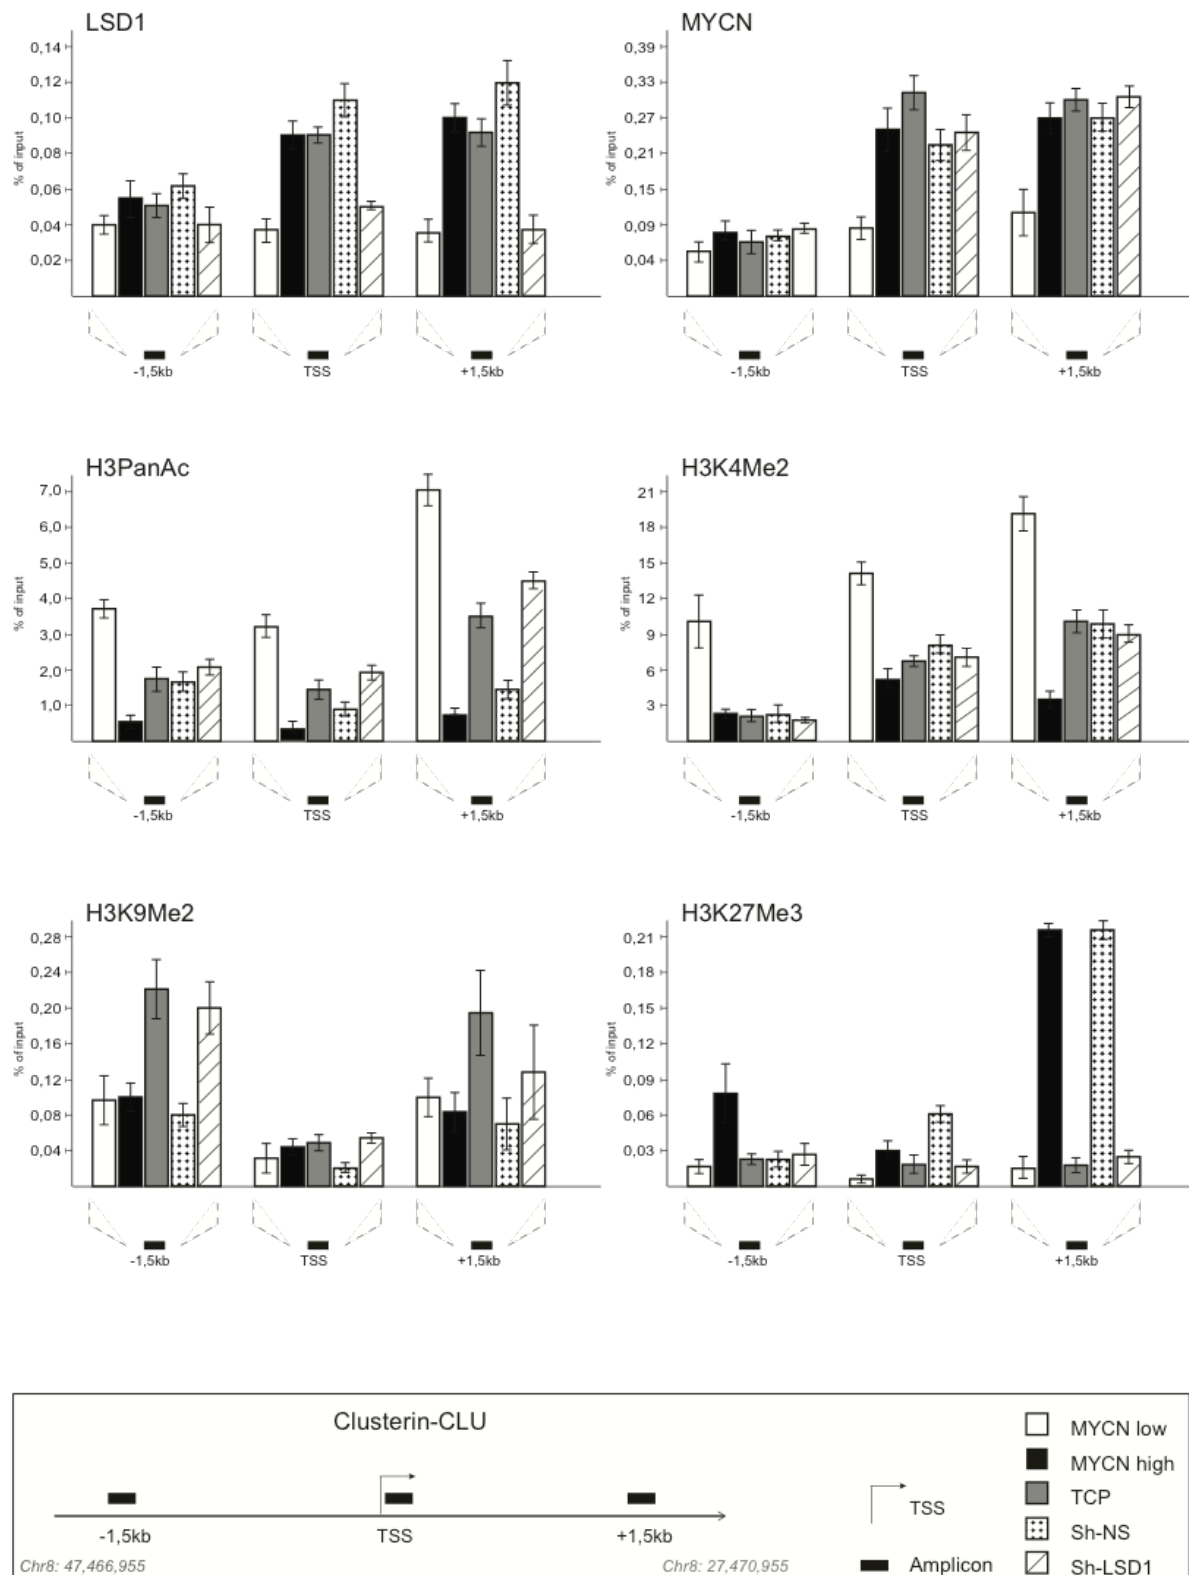 LSD1
0,14
0,12
0,10
0,08
0,06
0,04
0,02
% of input
-1,5kb
TSS
+1,5kb
MYCN
0,39
0,33
0,27
0,21
0,15
0,09
0,04
% of input
-1,5kb
TSS
+1,5kb
H3PanAc
7,0
6,0
5,0
4,0
3,0
2,0
1,0
% of input
-1,5kb
TSS
+1,5kb
H3K4Me2
21
18
15
12
9
6
3
% of input
-1,5kb
TSS
+1,5kb
H3K9Me2
0,28
0,24
0,20
0,16
0,12
0,08
0,04
% of input
-1,5kb
TSS
+1,5kb
H3K27Me3
0,21
0,18
0,15
0,12
0,09
0,06
0,03
% of input
-1,5kb
TSS
+1,5kb
Clusterin-CLU
-1,5kb
TSS
+1,5kb
Chr8: 47,466,955
Chr8: 27,470,955
TSS
Amplicon
MYCN low
MYCN high
TCP
Sh-NS
Sh-LSD1